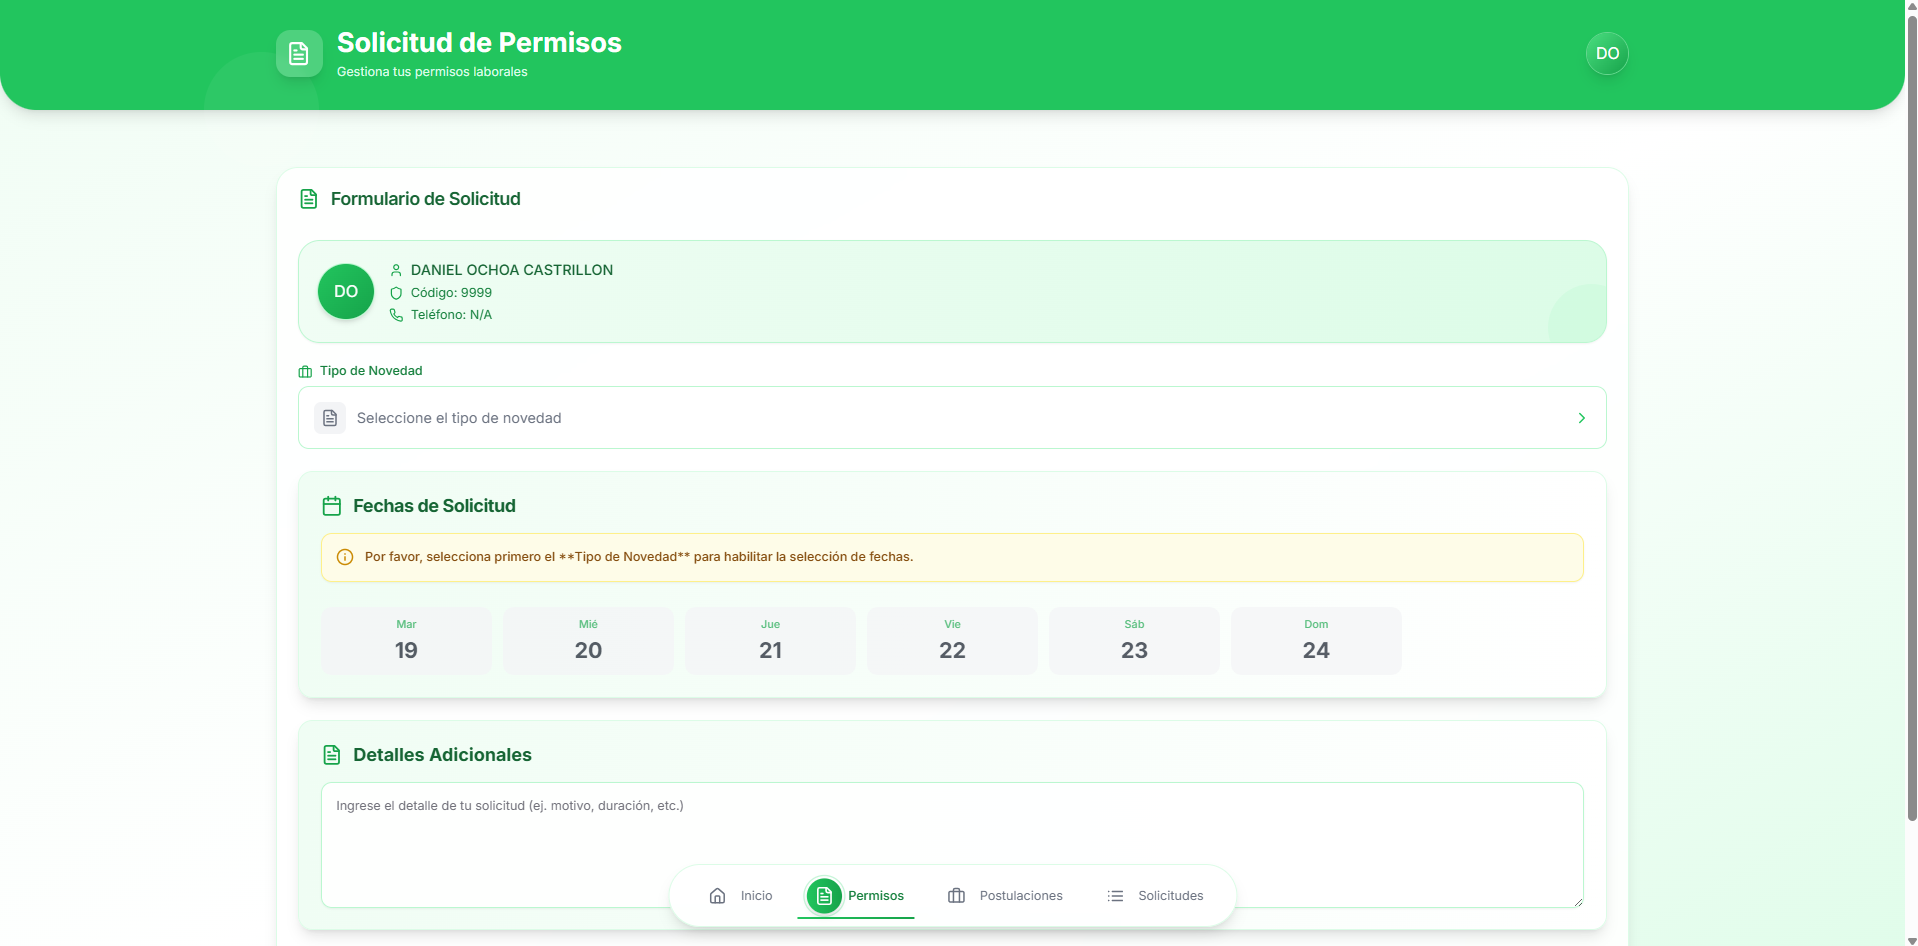 Solicitud de Permisos
Gestiona tus permisos laborales
DO
Formulario de Solicitud
DO
DANIEL OCHOA CASTRILLON
Código: 9999
Teléfono: N/A
Tipo de Novedad
Seleccione el tipo de novedad
Fechas de Solicitud
Por favor, selecciona primero el **Tipo de Novedad** para habilitar la selección de fechas.
Mar
19
Mié
20
Jue
21
Vie
22
Sáb
23
Dom
24
Detalles Adicionales
Ingrese el detalle de tu solicitud (ej. motivo, duración, etc.)
Inicio
Permisos
Postulaciones
Solicitudes